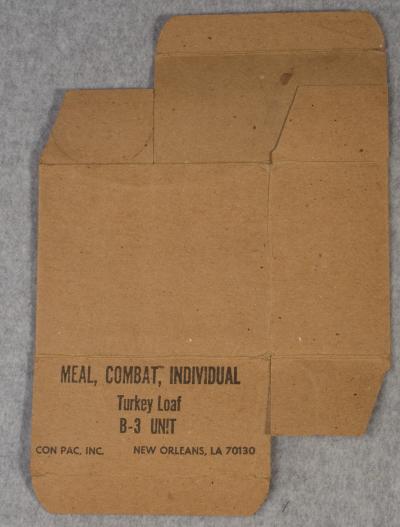 MEAL, COMBAT, INDIVIDUAL
Turkey Loaf
B-3 UNIT
CON PAC, INC. NEW ORLEANS, LA 70130